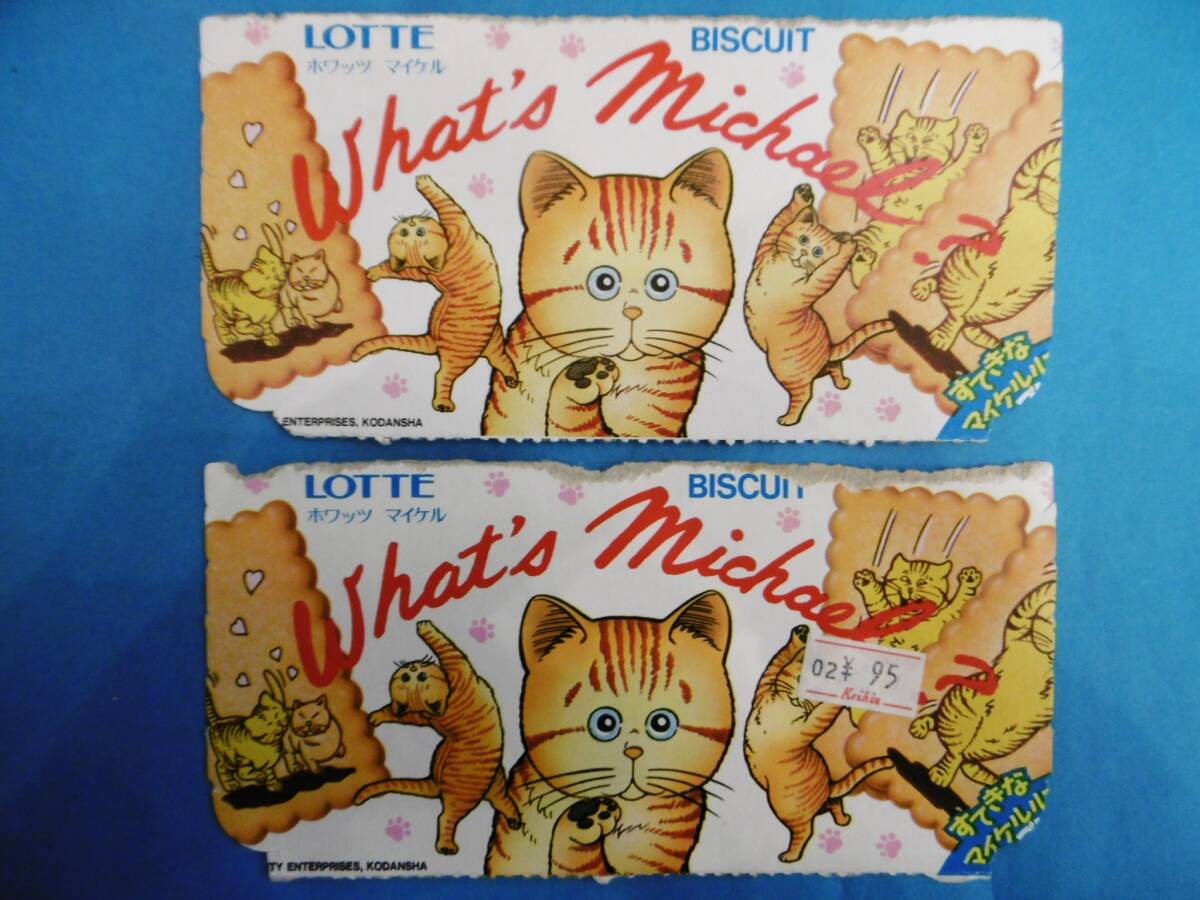 LOTTE
ホワッツ マイケル
BISCUIT
What's Michael?
すてきな
マイケルル
ENTERPRISES, KODANSHA
LOTTE
ホワッツ マイケル
BISCUIT
What's Michael?
02¥ 95
Keihin
すてきな
マイケルル
TY ENTERPRISES, KODANSHA